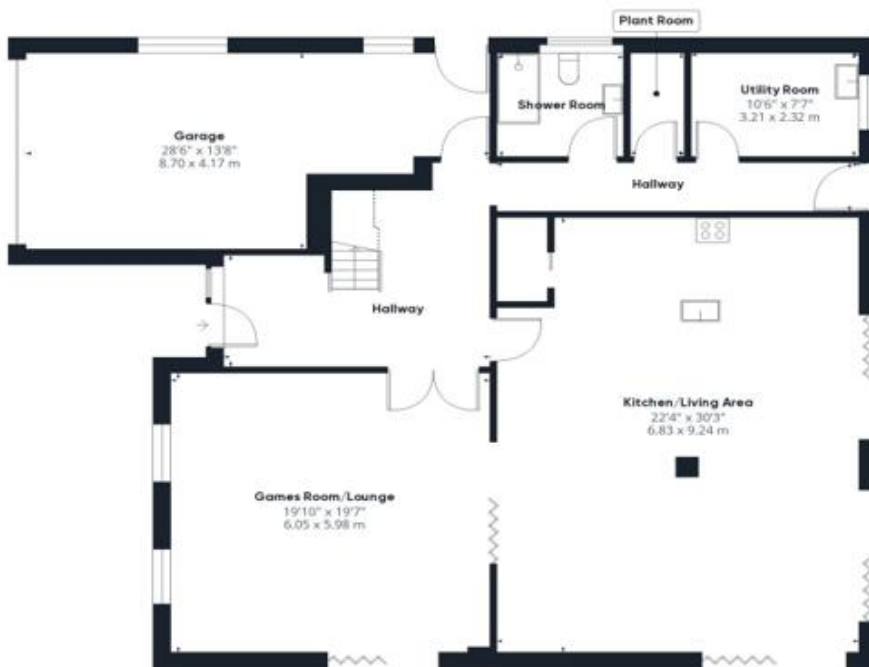 Plant Room
Garage
28'6" x 13'8"
8.70 x 4.17 m
Shower Room
Utility Room
10'6" x 7'7"
3.21 x 2.32 m
Hallway
Hallway
Kitchen/Living Area
22'4" x 30'3"
6.83 x 9.24 m
Games Room/Lounge
19'10" x 19'7"
6.05 x 5.98 m